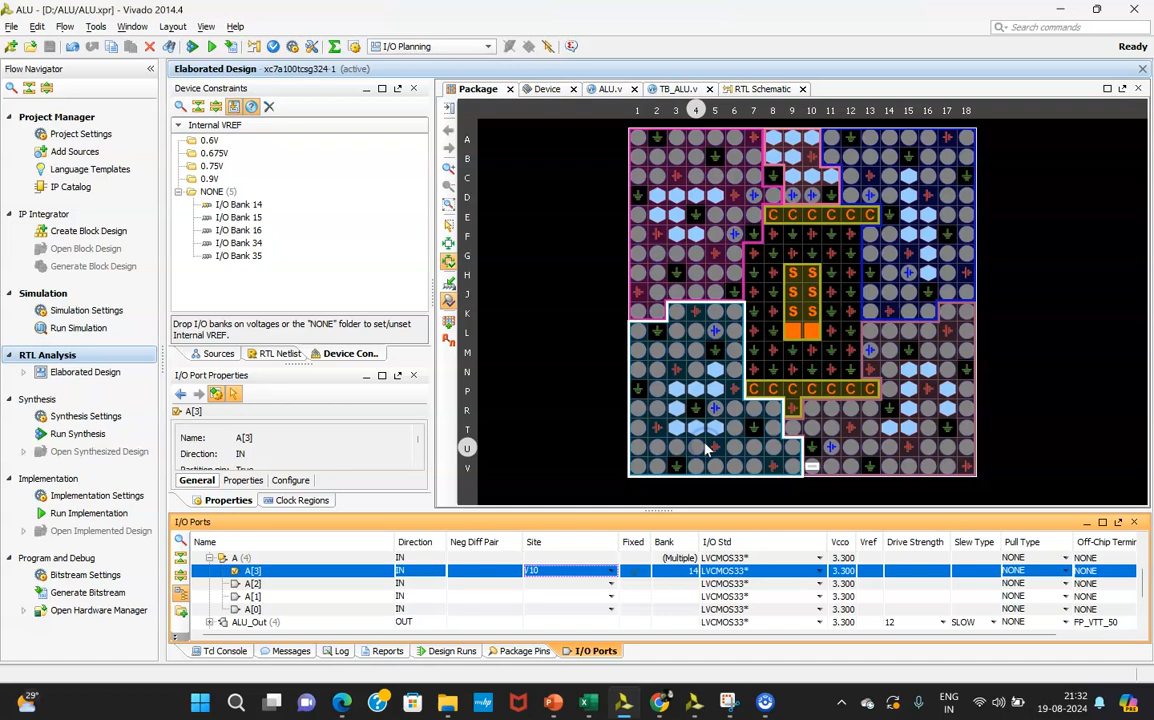 ALU - [D:/ALU/ALU.xpr] - Vivado 2014.4
File Edit Flow Tools Window Layout View Help
Search commands
I/O Planning
Ready
Flow Navigator
Elaborated Design - xc7a100tcsg324-1 (active)
Project Manager
Project Settings
Add Sources
Language Templates
IP Catalog
IP Integrator
Create Block Design
Open Block Design
Generate Block Design
Simulation
Simulation Settings
Run Simulation
RTL Analysis
Elaborated Design
Synthesis
Synthesis Settings
Run Synthesis
Open Synthesized Design
Implementation
Implementation Settings
Run Implementation
Open Implemented Design
Program and Debug
Bitstream Settings
Generate Bitstream
Open Hardware Manager
Device Constraints
Internal VREF
0.6V
0.675V
0.75V
0.9V
NONE (5)
I/O Bank 14
I/O Bank 15
I/O Bank 16
I/O Bank 34
I/O Bank 35
Drop I/O banks on voltages or the "NONE" folder to set/unset
Internal VREF.
Sources RTL Netlist Device Con...
I/O Port Properties
A[3]
Name: A[3]
Direction: IN
General Properties Configure
Properties Clock Regions
Package Device ALU.v TB_ALU.v RTL Schematic
1 2 3 4 5 6 7 8 9 10 11 12 13 14 15 16 17 18
A
B
C
D
E C C C C C C
F
G
H S S
J S S
K S S
L
M
N
P C C C C C C C
R
T
U
V
I/O Ports
Name Direction Neg Diff Pair Site Fixed Bank I/O Std Vcco Vref Drive Strength Slew Type Pull Type Off-Chip Termi
A (4) IN (Multiple) LVCMOS33* 3.300 NONE NONE
A[3] IN V10 14 LVCMOS33* 3.300 NONE NONE
A[2] IN LVCMOS33* 3.300 NONE NONE
A[1] IN LVCMOS33* 3.300 NONE NONE
A[0] IN LVCMOS33* 3.300 NONE NONE
ALU_Out (4) OUT LVCMOS33* 3.300 12 SLOW NONE FP_VTT_50
Tcl Console Messages Log Reports Design Runs Package Pins I/O Ports
29°
ENG
IN
21:32
19-08-2024